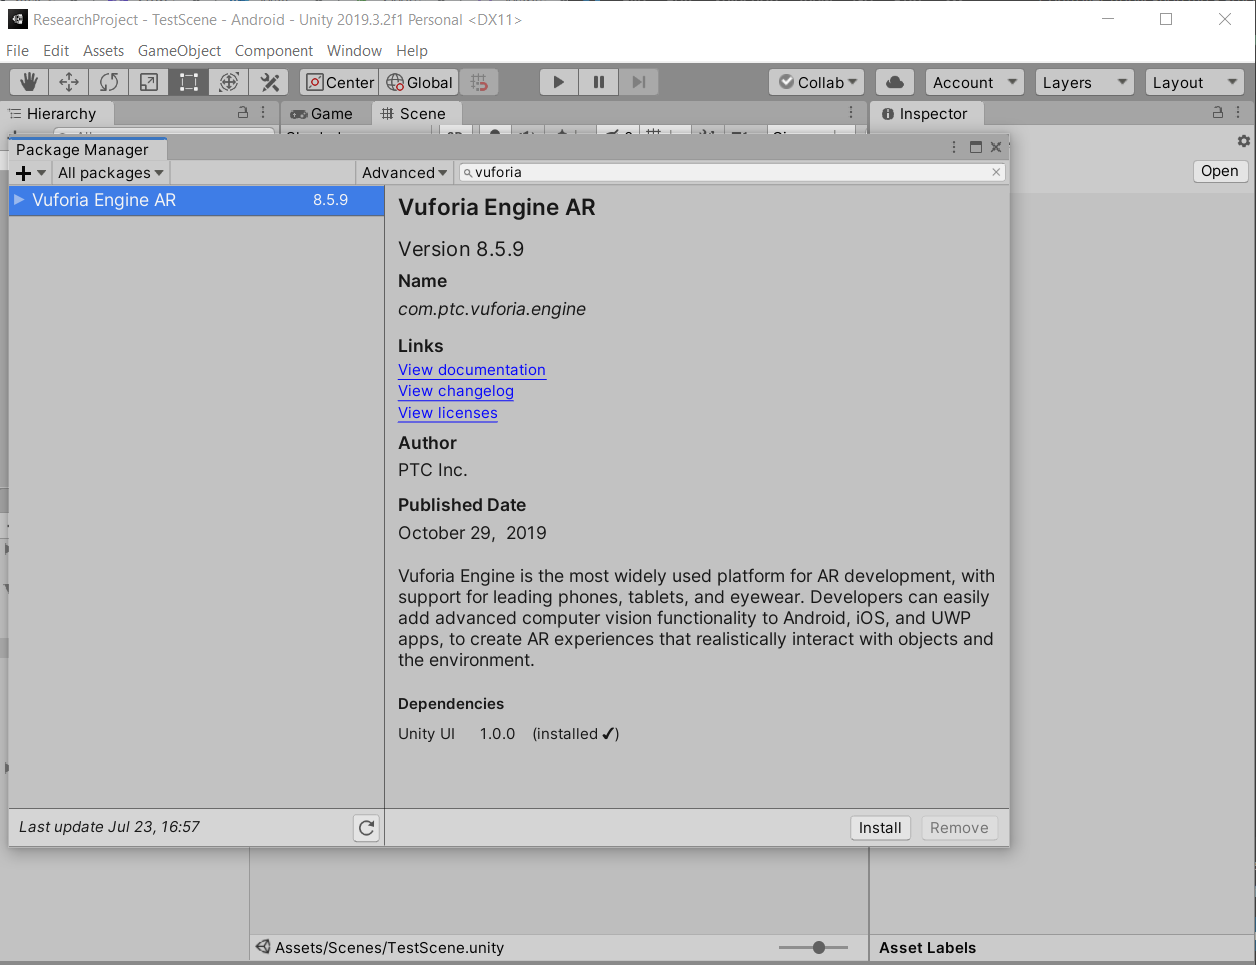 ResearchProject - TestScene - Android - Unity 2019.3.2f1 Personal <DX11>
File Edit Assets GameObject Component Window Help
Center Global Collab Account Layers Layout
Hierarchy Game Scene Inspector
Package Manager
All packages Advanced vuforia Open
Vuforia Engine AR 8.5.9
Vuforia Engine AR
Version 8.5.9
Name
com.ptc.vuforia.engine
Links
View documentation
View changelog
View licenses
Author
PTC Inc.
Published Date
October 29,  2019
Vuforia Engine is the most widely used platform for AR development, with
support for leading phones, tablets, and eyewear. Developers can easily
add advanced computer vision functionality to Android, iOS, and UWP
apps, to create AR experiences that realistically interact with objects and
the environment.
Dependencies
Unity UI 1.0.0 (installed ✔)
Last update Jul 23, 16:57
Install Remove
Assets/Scenes/TestScene.unity
Asset Labels